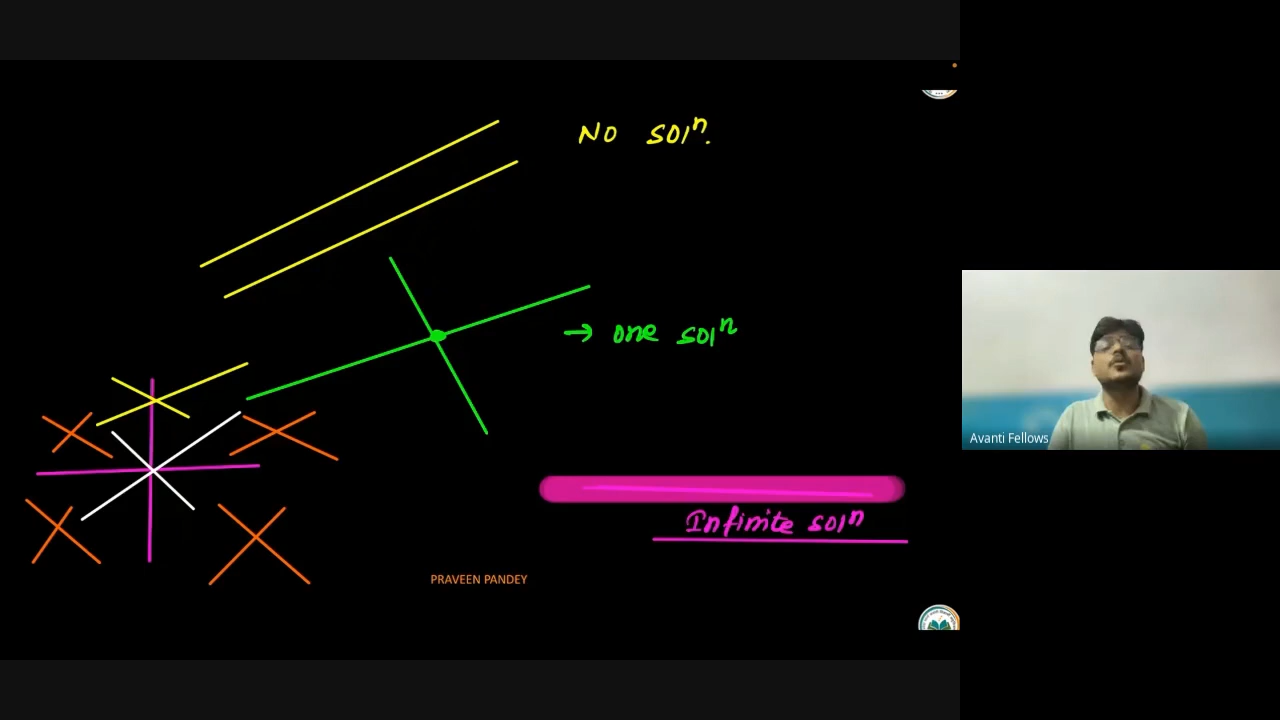 No solⁿ.
→ one solⁿ
Infinite solⁿ
PRAVEEN PANDEY
Avanti Fellows